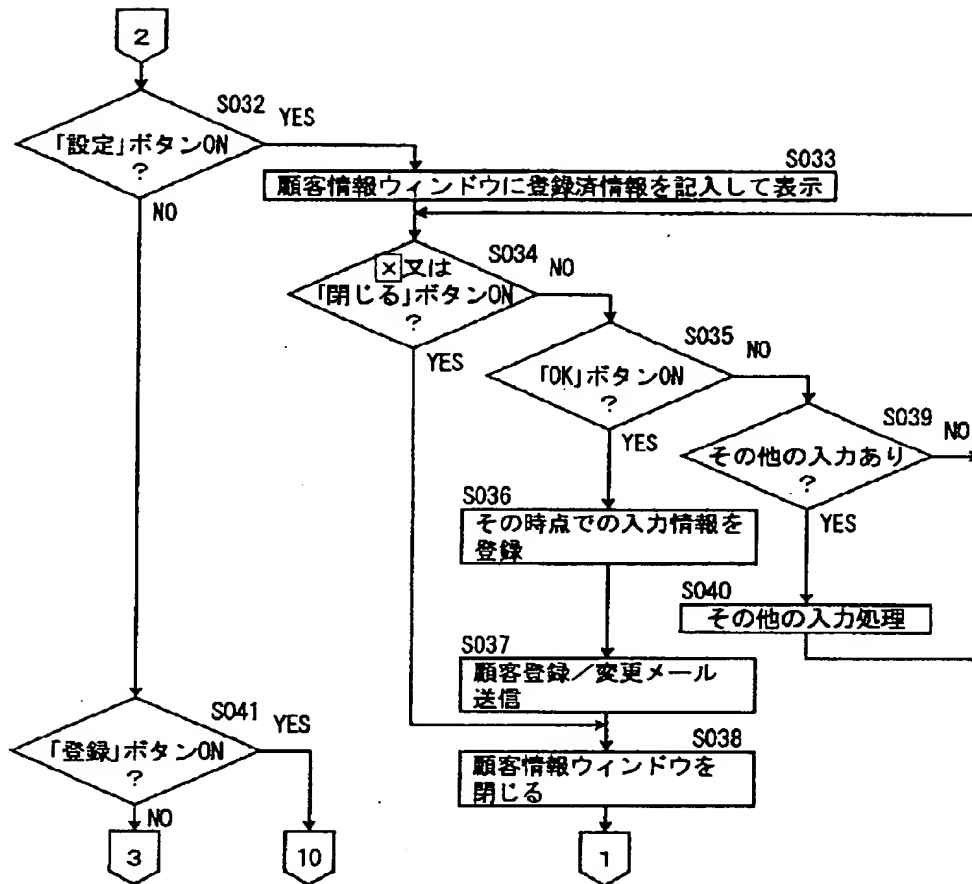 2
S032
YES
「設定」ボタンON
?
NO
S033
顧客情報ウィンドウに登録済情報を記入して表示
S034
NO
×又は
「閉じる」ボタンON
?
YES
S035
NO
「OK」ボタンON
?
YES
S039
NO
その他の入力あり
?
YES
S036
その時点での入力情報を
登録
S040
その他の入力処理
S037
顧客登録/変更メール
送信
S041
YES
「登録」ボタンON
?
NO
S038
顧客情報ウィンドウを
閉じる
3
10
1